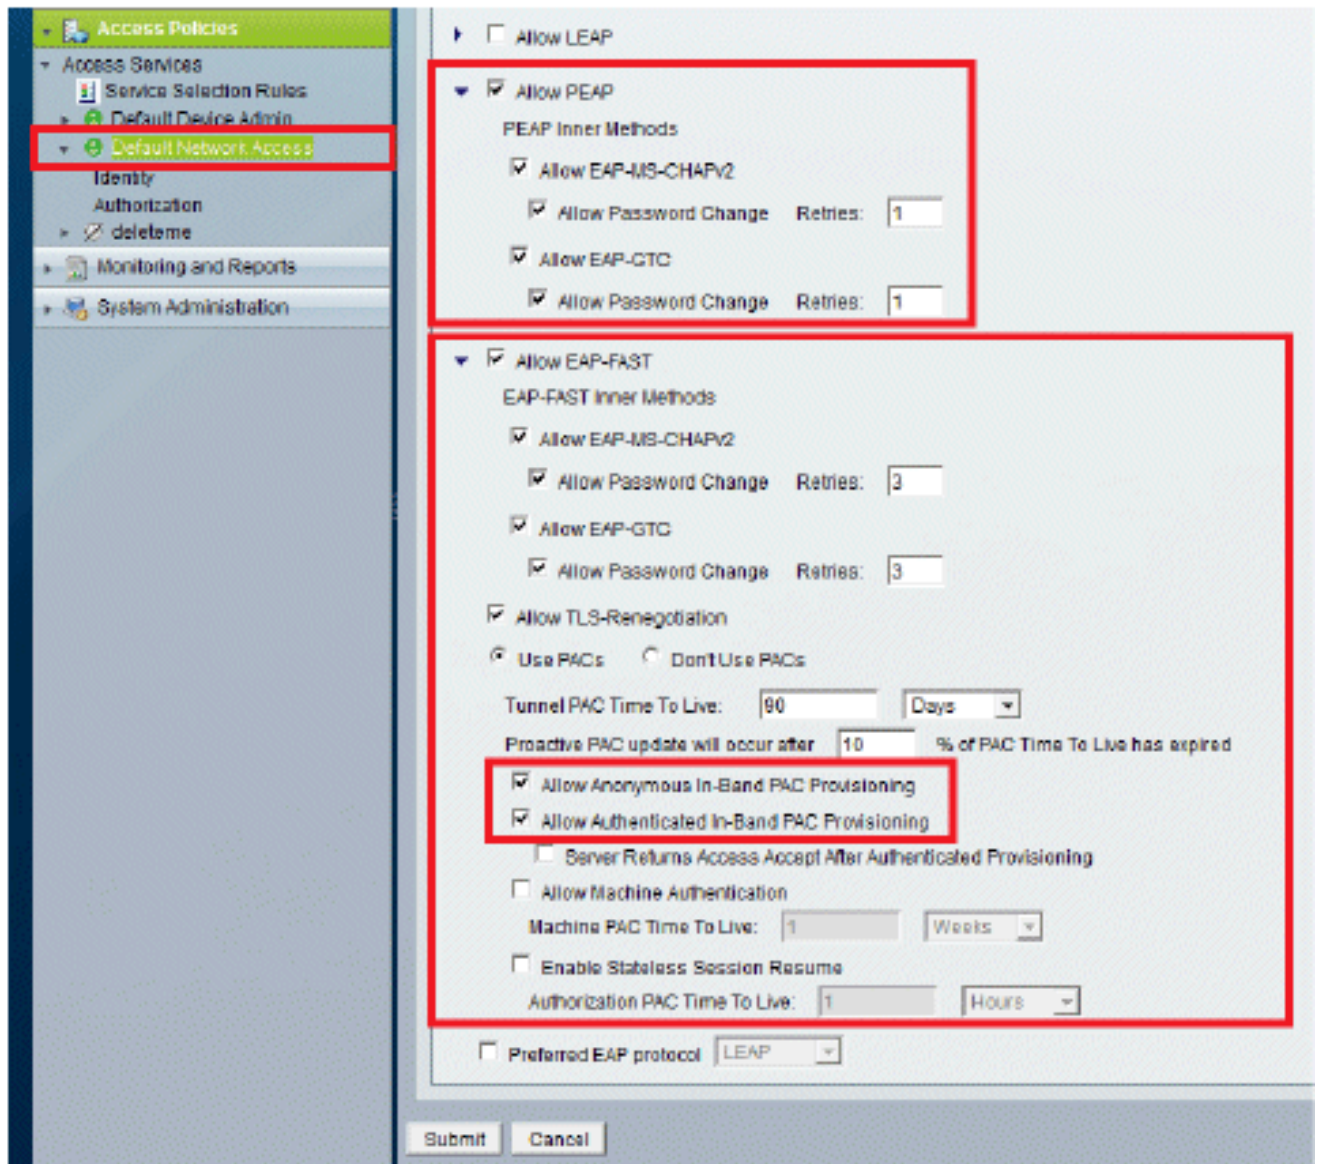 Access Policies
Access Services
Service Selection Rules
Default Device Admin
Default Network Access
Identity
Authorization
deleteme
Monitoring and Reports
System Administration
Allow LEAP
Allow PEAP
PEAP Inner Methods
Allow EAP-MS-CHAPv2
Allow Password Change Retries: 1
Allow EAP-GTC
Allow Password Change Retries: 1
Allow EAP-FAST
EAP-FAST Inner Methods
Allow EAP-MS-CHAPv2
Allow Password Change Retries: 3
Allow EAP-GTC
Allow Password Change Retries: 3
Allow TLS-Renegotiation
Use PACs Don't Use PACs
Tunnel PAC Time To Live: 90 Days
Proactive PAC update will occur after 10 % of PAC Time To Live has expired
Allow Anonymous In-Band PAC Provisioning
Allow Authenticated In-Band PAC Provisioning
Server Returns Access Accept After Authenticated Provisioning
Allow Machine Authentication
Machine PAC Time To Live: 1 Weeks
Enable Stateless Session Resume
Authorization PAC Time To Live: 1 Hours
Preferred EAP protocol LEAP
Submit Cancel